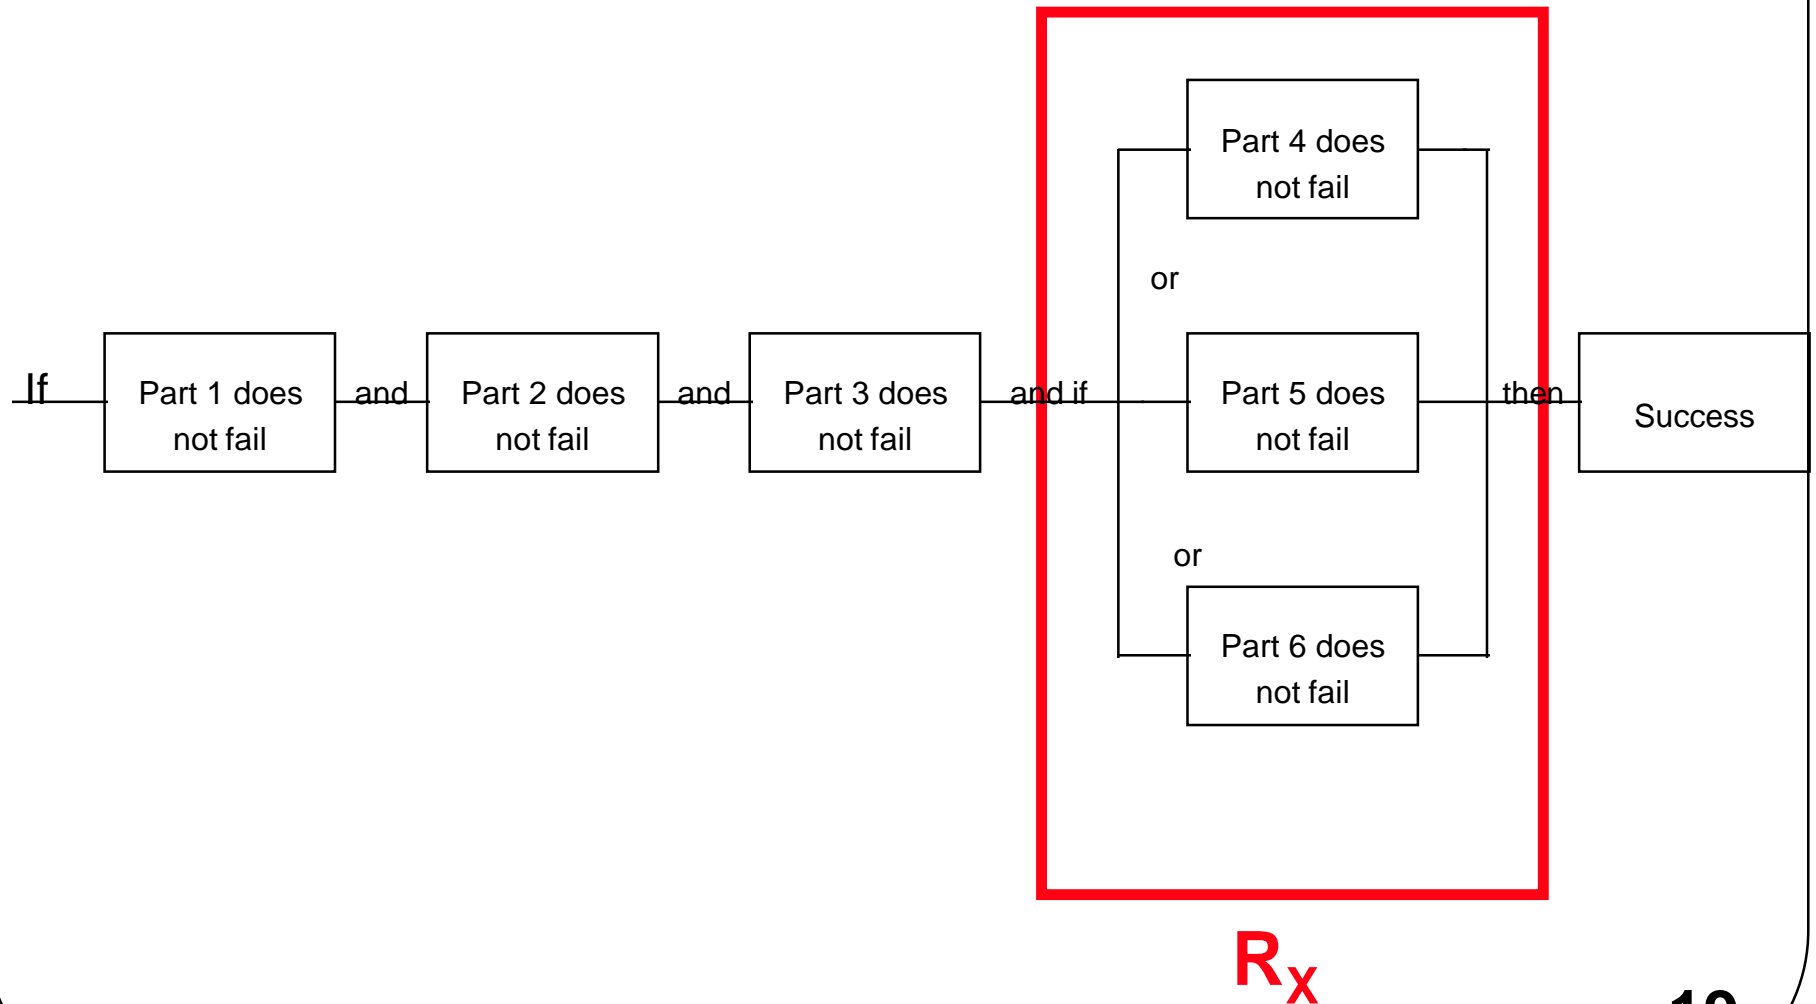 If
Part 1 does
not fail
and
Part 2 does
not fail
and
Part 3 does
not fail
and if
Part 4 does
not fail
or
Part 5 does
not fail
or
Part 6 does
not fail
then
Success
RX